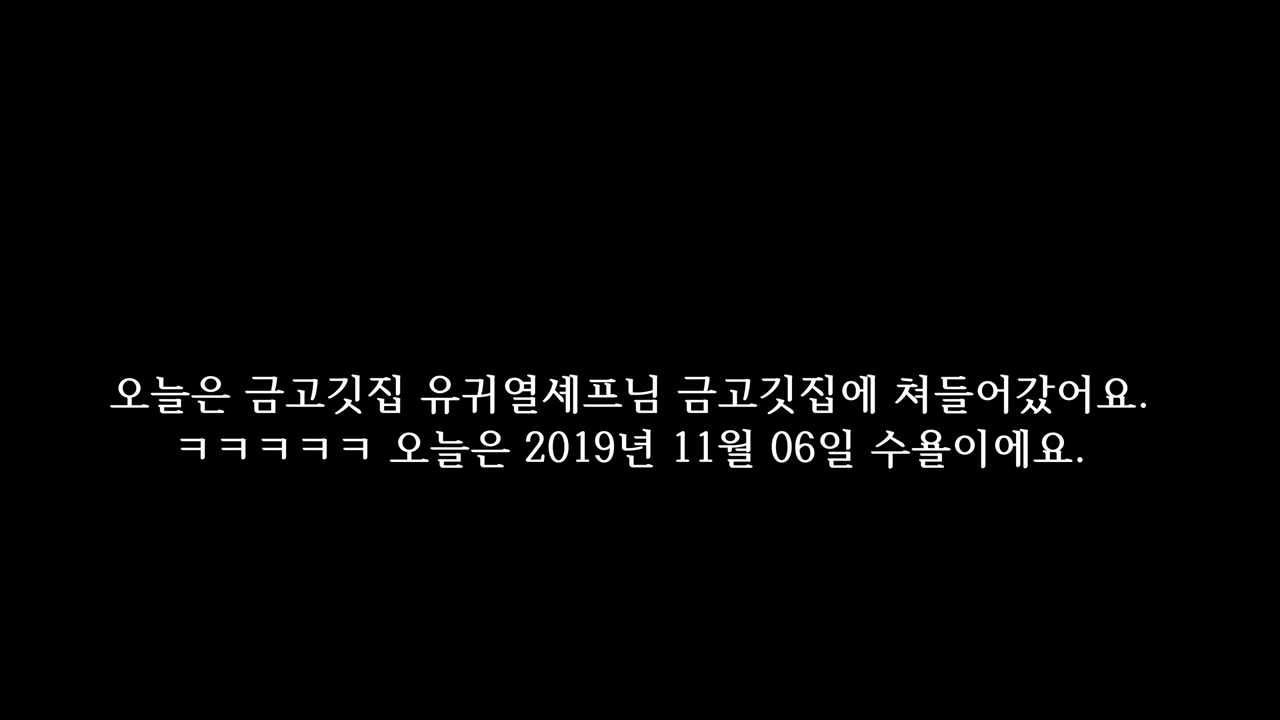 오늘은 금고깃집 유귀열셰프님 금고깃집에 쳐들어갔어요.
ㅋㅋㅋㅋㅋ 오늘은 2019년 11월 06일 수욜이에요.